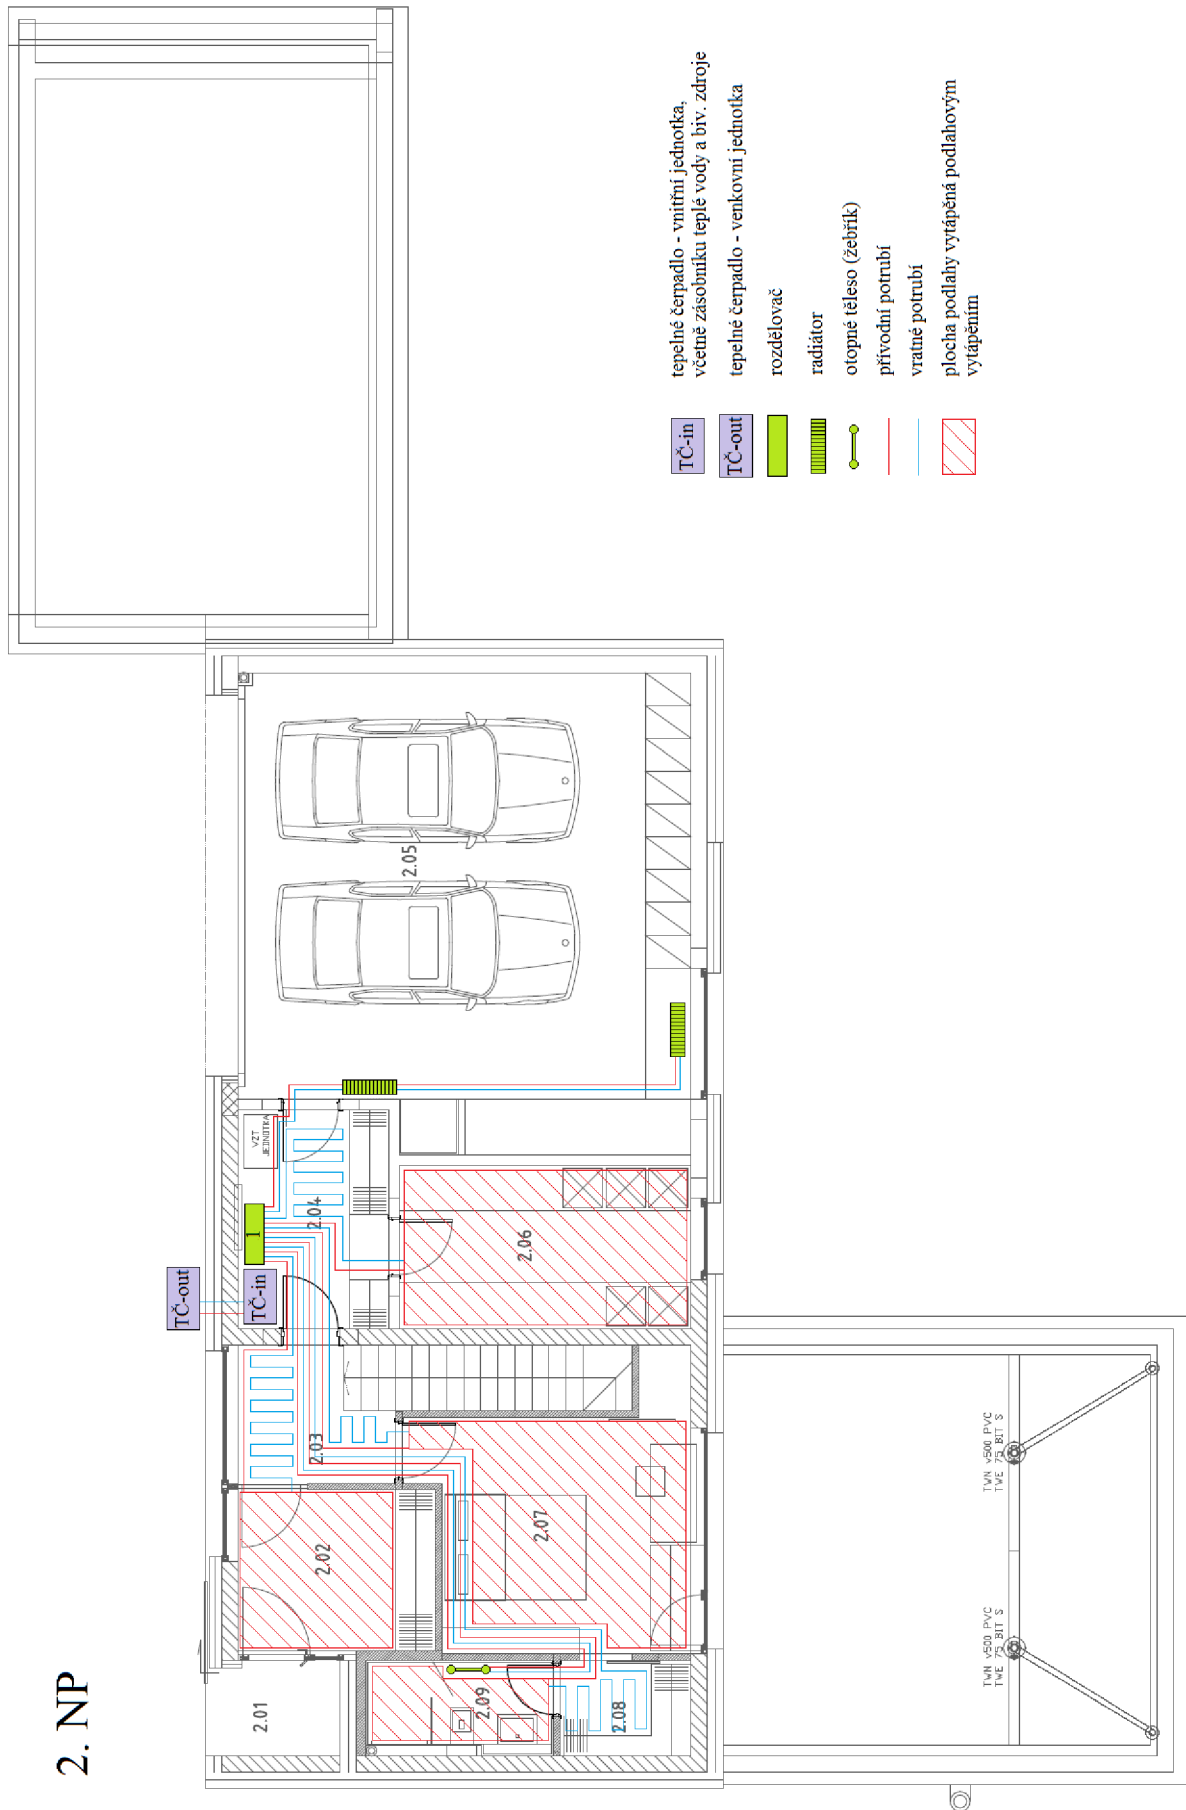 2. NP
TČ-out
TČ-in
1
VZT
JEDNOTKA
2.01
2.02
2.03
2.04
2.05
2.06
2.07
2.08
2.09
TWN v500 PVC
TWE 75 BIT S
TWN v500 PVC
TWE 75 BIT S
TČ-in
tepelné čerpadlo - vnitřní jednotka,
včetně zásobníku teplé vody a biv. zdroje
TČ-out
tepelné čerpadlo - venkovní jednotka
rozdělovač
radiátor
otopné těleso (žebřík)
přívodní potrubí
vratné potrubí
plocha podlahy vytápěná podlahovým
vytápěním